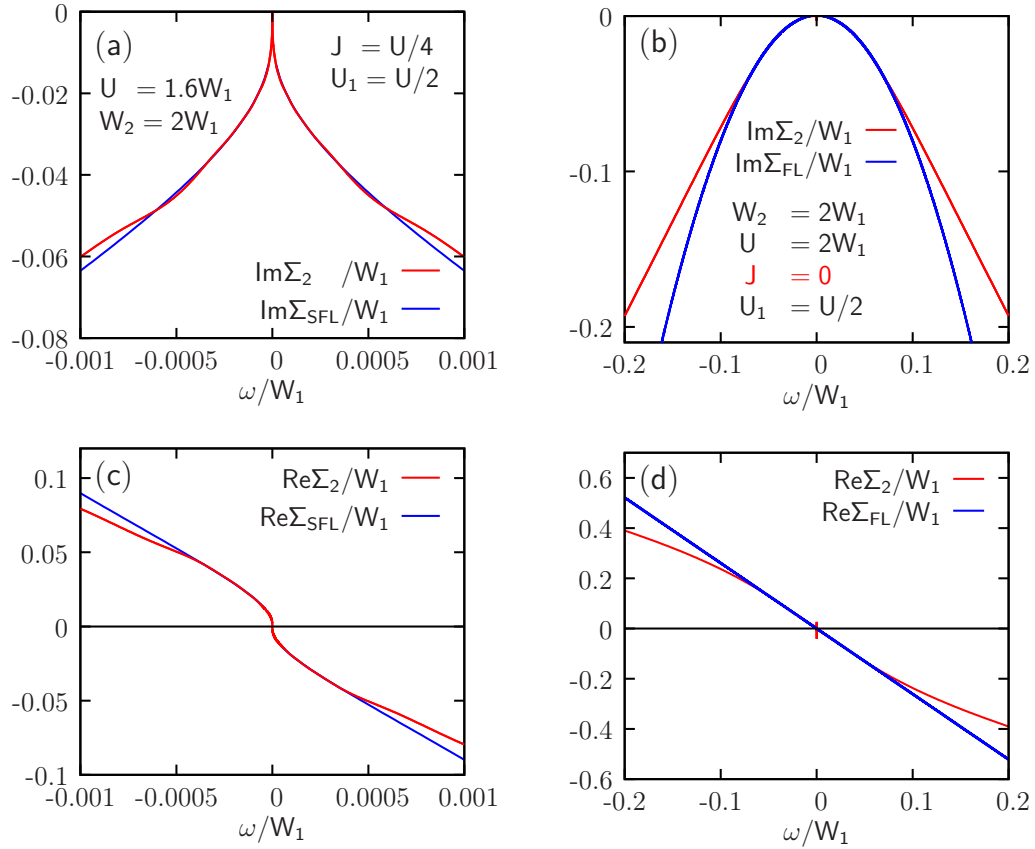 (a)
J = U/4
U₁ = U/2
U = 1.6W₁
W₂ = 2W₁
ImΣ₂ /W₁
ImΣ_SFL/W₁
0
-0.02
-0.04
-0.06
-0.08
-0.001 -0.0005 0 0.0005 0.001
ω/W₁
(b)
ImΣ₂/W₁
ImΣ_FL/W₁
W₂ = 2W₁
U = 2W₁
J = 0
U₁ = U/2
0
-0.1
-0.2
-0.2 -0.1 0 0.1 0.2
ω/W₁
(c)
ReΣ₂/W₁
ReΣ_SFL/W₁
0.1
0.05
0
-0.05
-0.1
-0.001 -0.0005 0 0.0005 0.001
ω/W₁
(d)
ReΣ₂/W₁
ReΣ_FL/W₁
0.6
0.4
0.2
0
-0.2
-0.4
-0.6
-0.2 -0.1 0 0.1 0.2
ω/W₁